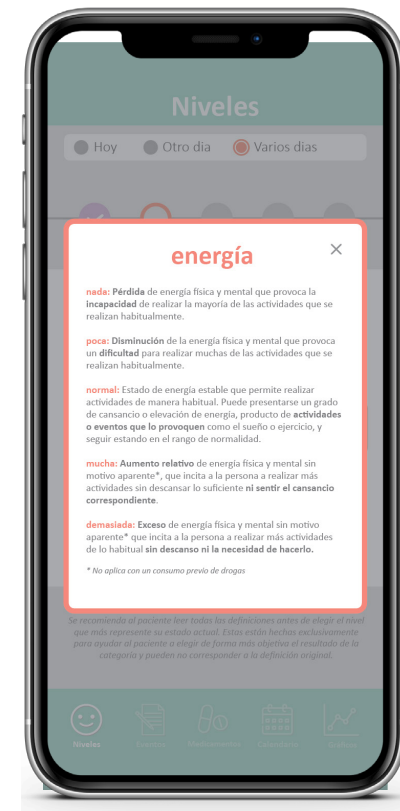 Niveles
Hoy Otro dia Varios dias
energía
nada: Pérdida de energía física y mental que provoca la
incapacidad de realizar la mayoría de las actividades que se
realizan habitualmente.
poca: Disminución de la energía física y mental que provoca
un dificultad para realizar muchas de las actividades que se
realizan habitualmente.
normal: Estado de energía estable que permite realizar
actividades de manera habitual. Puede presentarse un grado
de cansancio o elevación de energía, producto de actividades
o eventos que lo provoquen como el sueño o ejercicio, y
seguir estando en el rango de normalidad.
mucha: Aumento relativo de energía física y mental sin
motivo aparente*, que incita a la persona a realizar más
actividades sin descansar lo suficiente ni sentir el cansancio
correspondiente.
demasiada: Exceso de energía física y mental sin motivo
aparente* que incita a la persona a realizar más actividades
de lo habitual sin descanso ni la necesidad de hacerlo.
* No aplica con un consumo previo de drogas
Se recomienda al paciente leer todas las definiciones antes de elegir el nivel
que más represente su estado actual. Estas están hechas exclusivamente
para ayudar al paciente a elegir de forma más objetiva el resultado de la
categoría y pueden no corresponder a la definición original.
Niveles Medicamentos Calendario